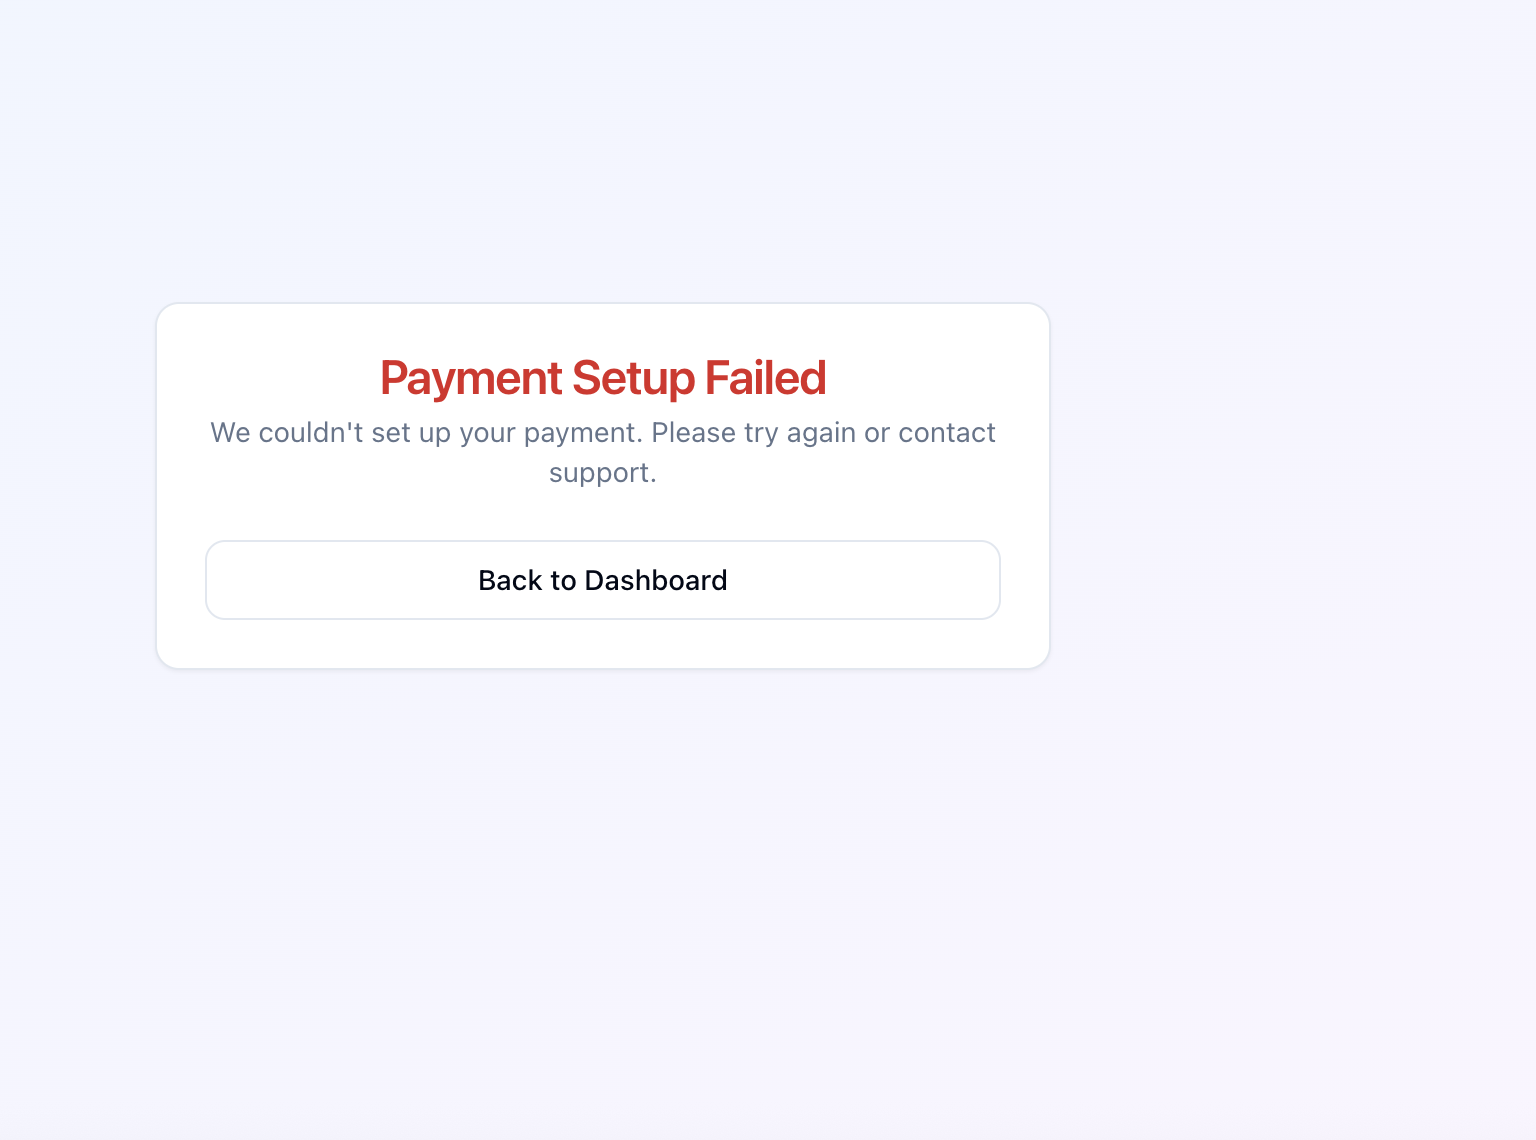 Payment Setup Failed
We couldn't set up your payment. Please try again or contact
support.
Back to Dashboard